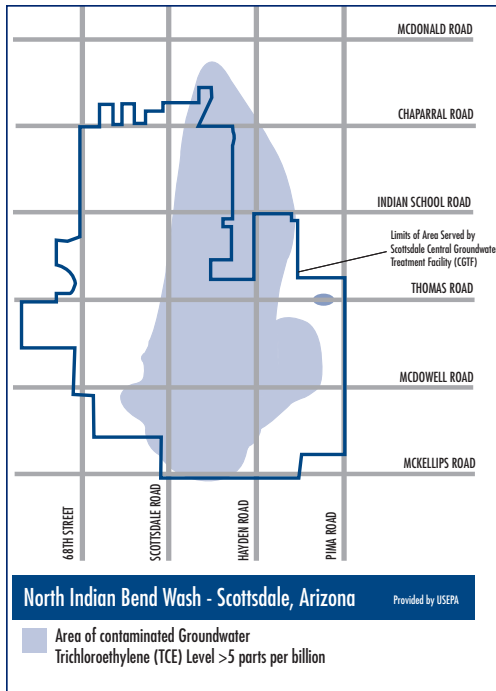 MCDONALD ROAD
CHAPARRAL ROAD
INDIAN SCHOOL ROAD
Limits of Area Served by
Scottsdale Central Groundwater
Treatment Facility (CGTF)
THOMAS ROAD
MCDOWELL ROAD
MCKELLIPS ROAD
68TH STREET
SCOTTSDALE ROAD
HAYDEN ROAD
PIMA ROAD
North Indian Bend Wash - Scottsdale, Arizona
Provided by USEPA
Area of contaminated Groundwater
Trichloroethylene (TCE) Level >5 parts per billion